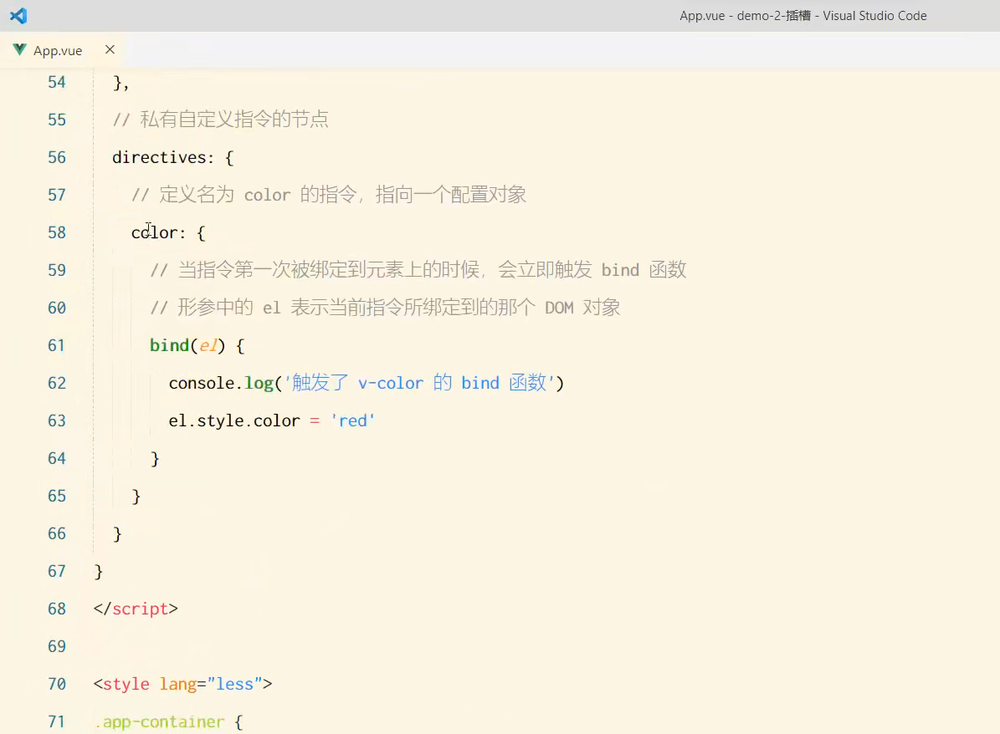 App.vue - demo-2-插槽 - Visual Studio Code
App.vue
54 },
55 // 私有自定义指令的节点
56 directives: {
57 // 定义名为 color 的指令，指向一个配置对象
58 color: {
59 // 当指令第一次被绑定到元素上的时候，会立即触发 bind 函数
60 // 形参中的 el 表示当前指令所绑定到的那个 DOM 对象
61 bind(el) {
62 console.log('触发了 v-color 的 bind 函数')
63 el.style.color = 'red'
64 }
65 }
66 }
67 }
68 </script>
69
70 <style lang="less">
71 .app-container {